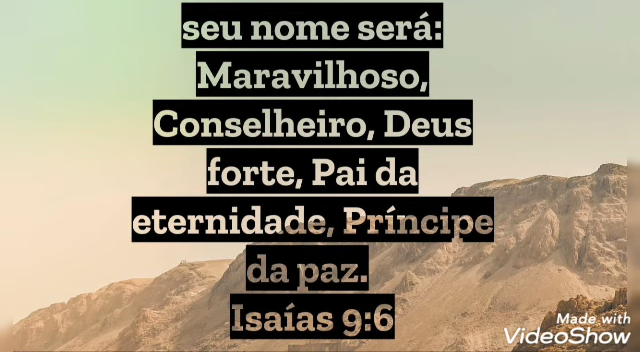 seu nome será:
Maravilhoso,
Conselheiro, Deus
forte, Pai da
eternidade, Príncipe
da paz.
Isaías 9:6
Made with
VideoShow